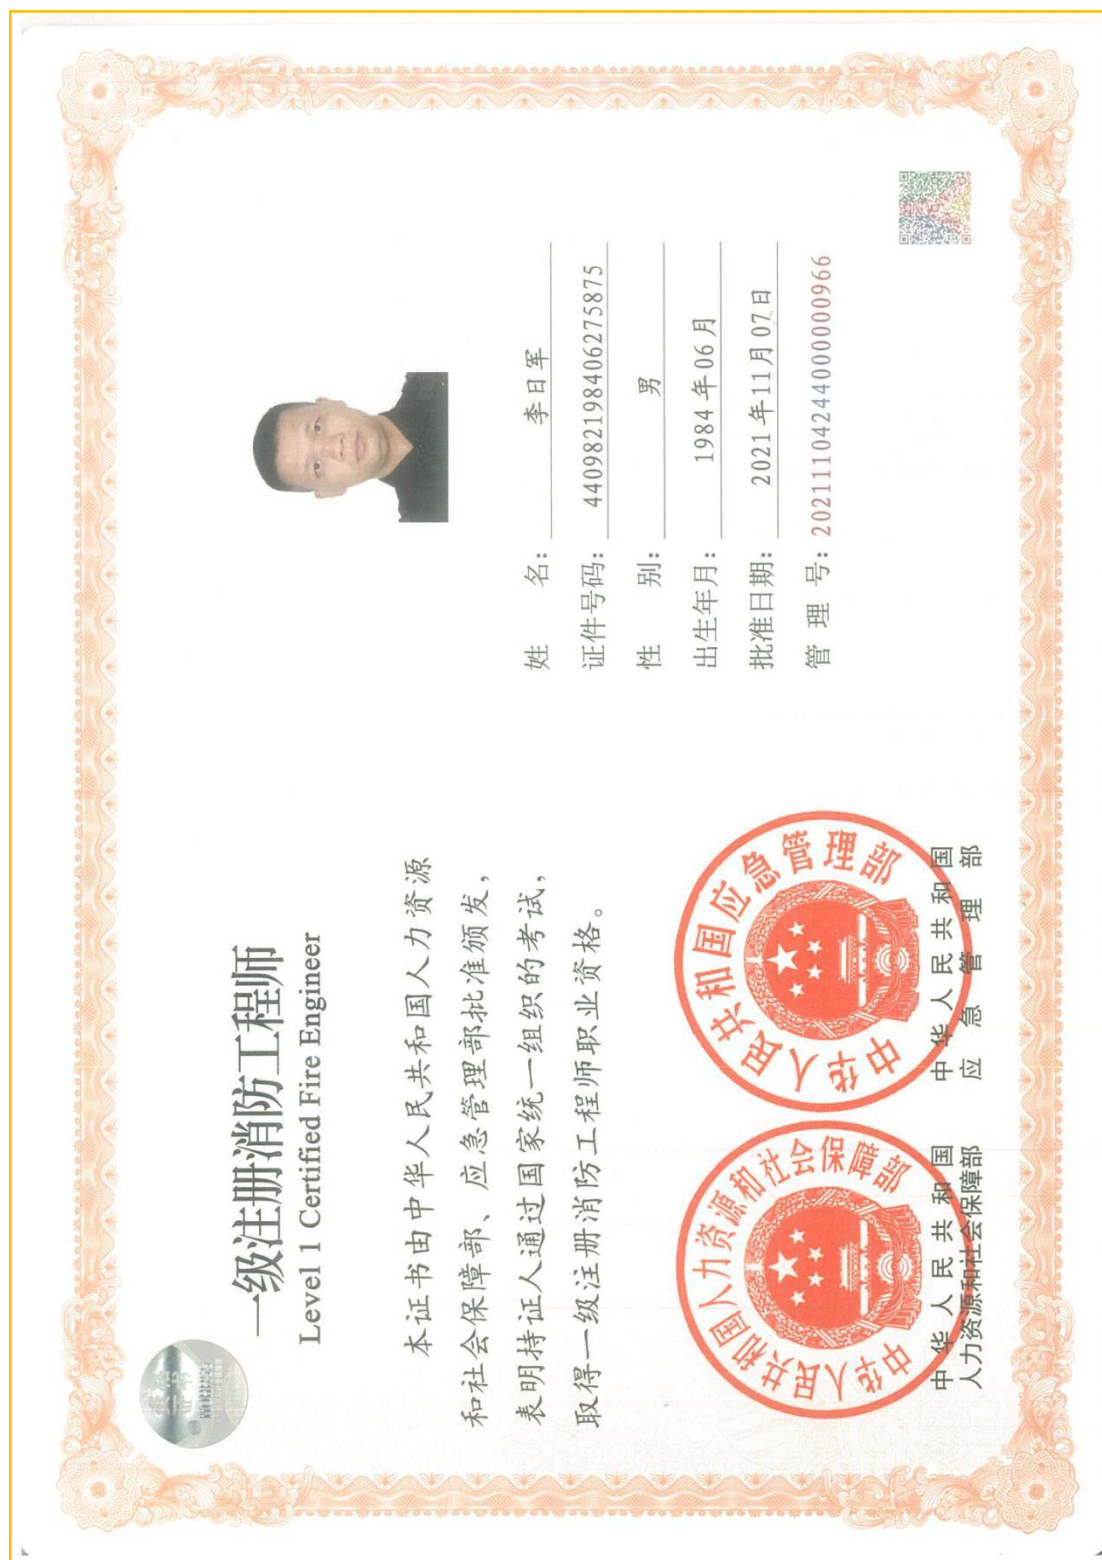 一级注册消防工程师
Level 1 Certified Fire Engineer
本证书由中华人民共和国人力资源
和社会保障部、应急管理部批准颁发，
表明持证人通过国家统一组织的考试，
取得一级注册消防工程师职业资格。
中华人民共和国人力资源和社会保障部
中华人民共和国应急管理部
中华人民共和国
人力资源和社会保障部
中华人民共和国
应急管理部
姓 名：李日军
证件号码：440982198406275875
性 别：男
出生年月：1984年06月
批准日期：2021年11月07日
管 理 号：20211104244000000966